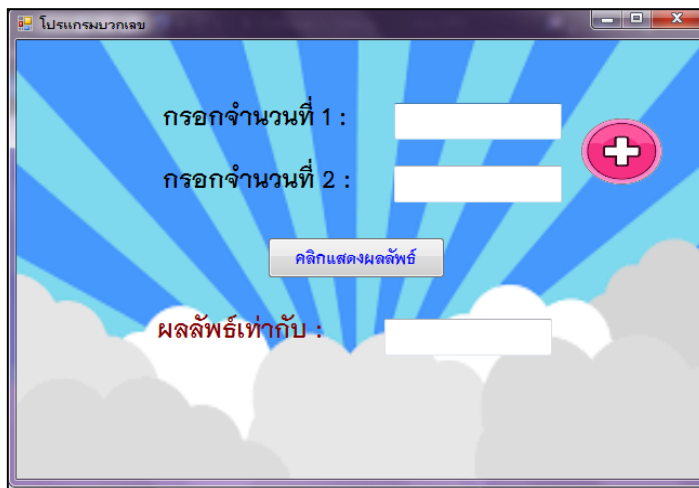 โปรแกรมบวกเลข
กรอกจำนวนที่ 1 :
กรอกจำนวนที่ 2 :
คลิกแสดงผลลัพธ์
ผลลัพธ์เท่ากับ :